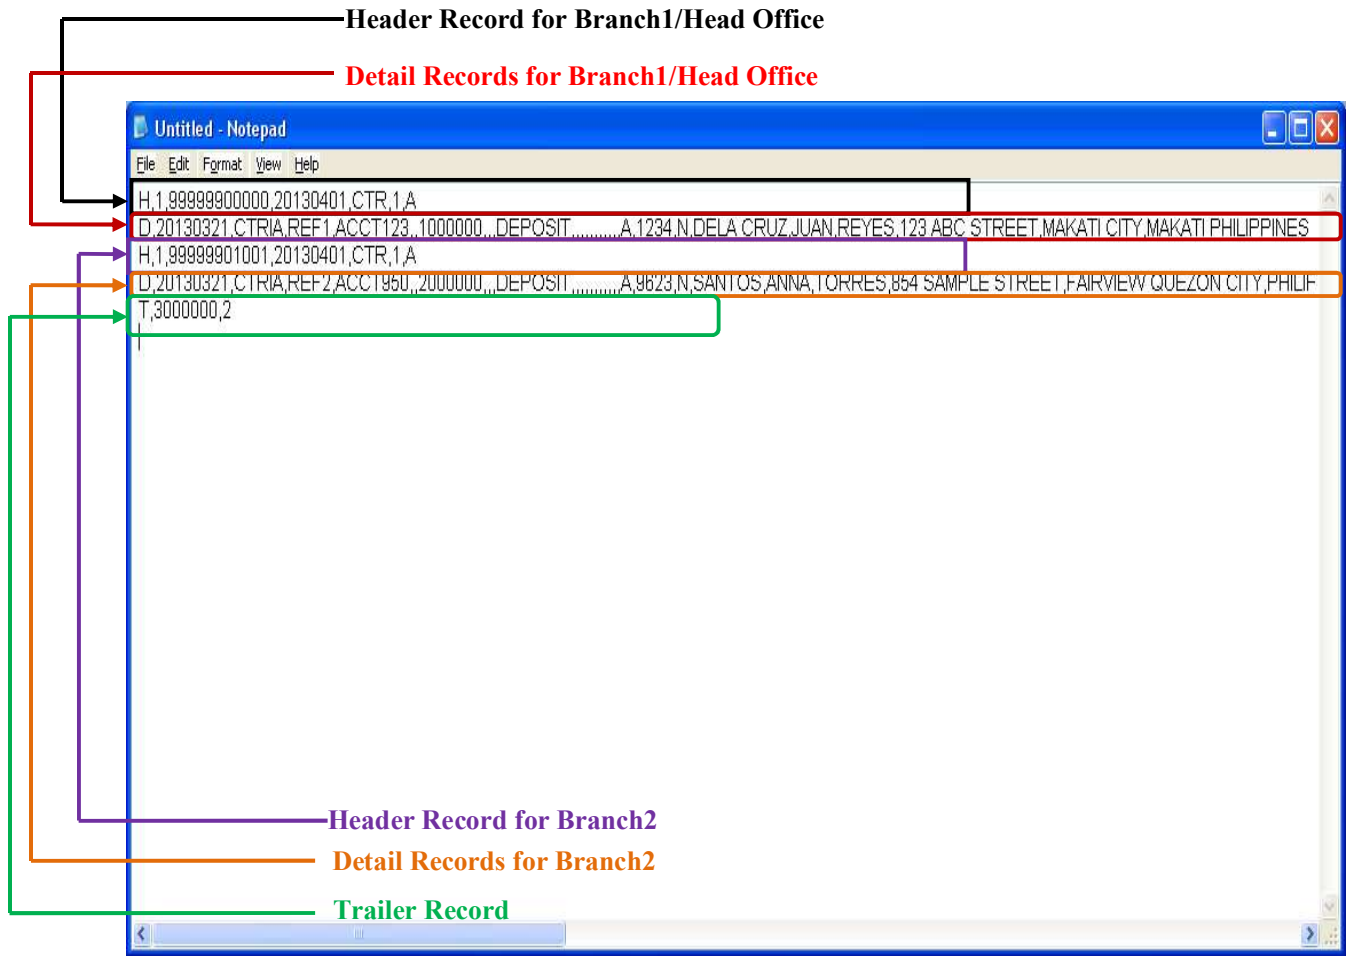 Header Record for Branch1/Head Office
Detail Records for Branch1/Head Office
Untitled - Notepad
File Edit Format View Help
H,1,99999900000,20130401,CTR,1,A
D,20130321,CTRIA,REF1,ACCT123,,1000000,,,DEPOSIT,,,,,,,,,,,A,1234,N,DELA CRUZ,JUAN,REYES,123 ABC STREET,MAKATI CITY,MAKATI PHILIPPINES
H,1,99999901001,20130401,CTR,1,A
D,20130321,CTRIA,REF2,ACCT950,,2000000,,,DEPOSIT,,,,,,,,,,,A,9623,N,SANTOS,ANNA,TORRES,854 SAMPLE STREET,FAIRVIEW QUEZON CITY,PHILIF
T,3000000,2
Header Record for Branch2
Detail Records for Branch2
Trailer Record